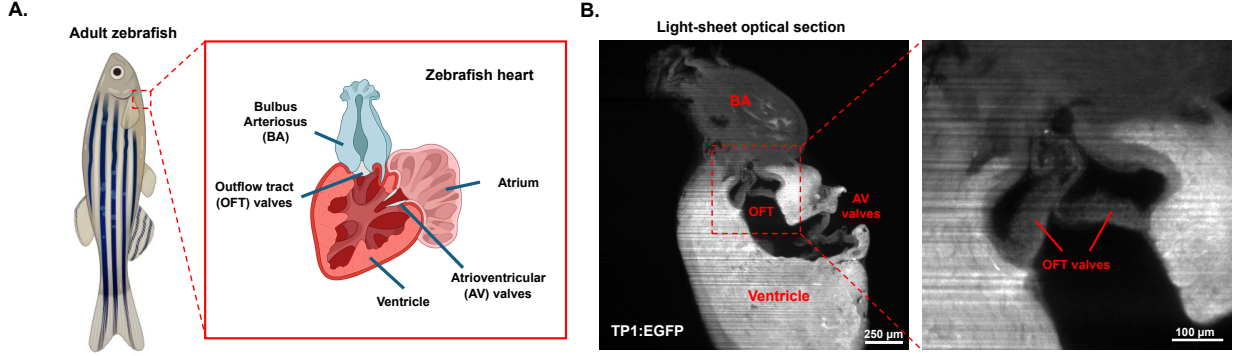 A.
Adult zebrafish
Zebrafish heart
Bulbus
Arteriosus
(BA)
Outflow tract
(OFT) valves
Atrium
Atrioventricular
(AV) valves
Ventricle
B.
Light-sheet optical section
BA
OFT
AV
valves
Ventricle
TP1:EGFP
250 µm
OFT valves
100 µm